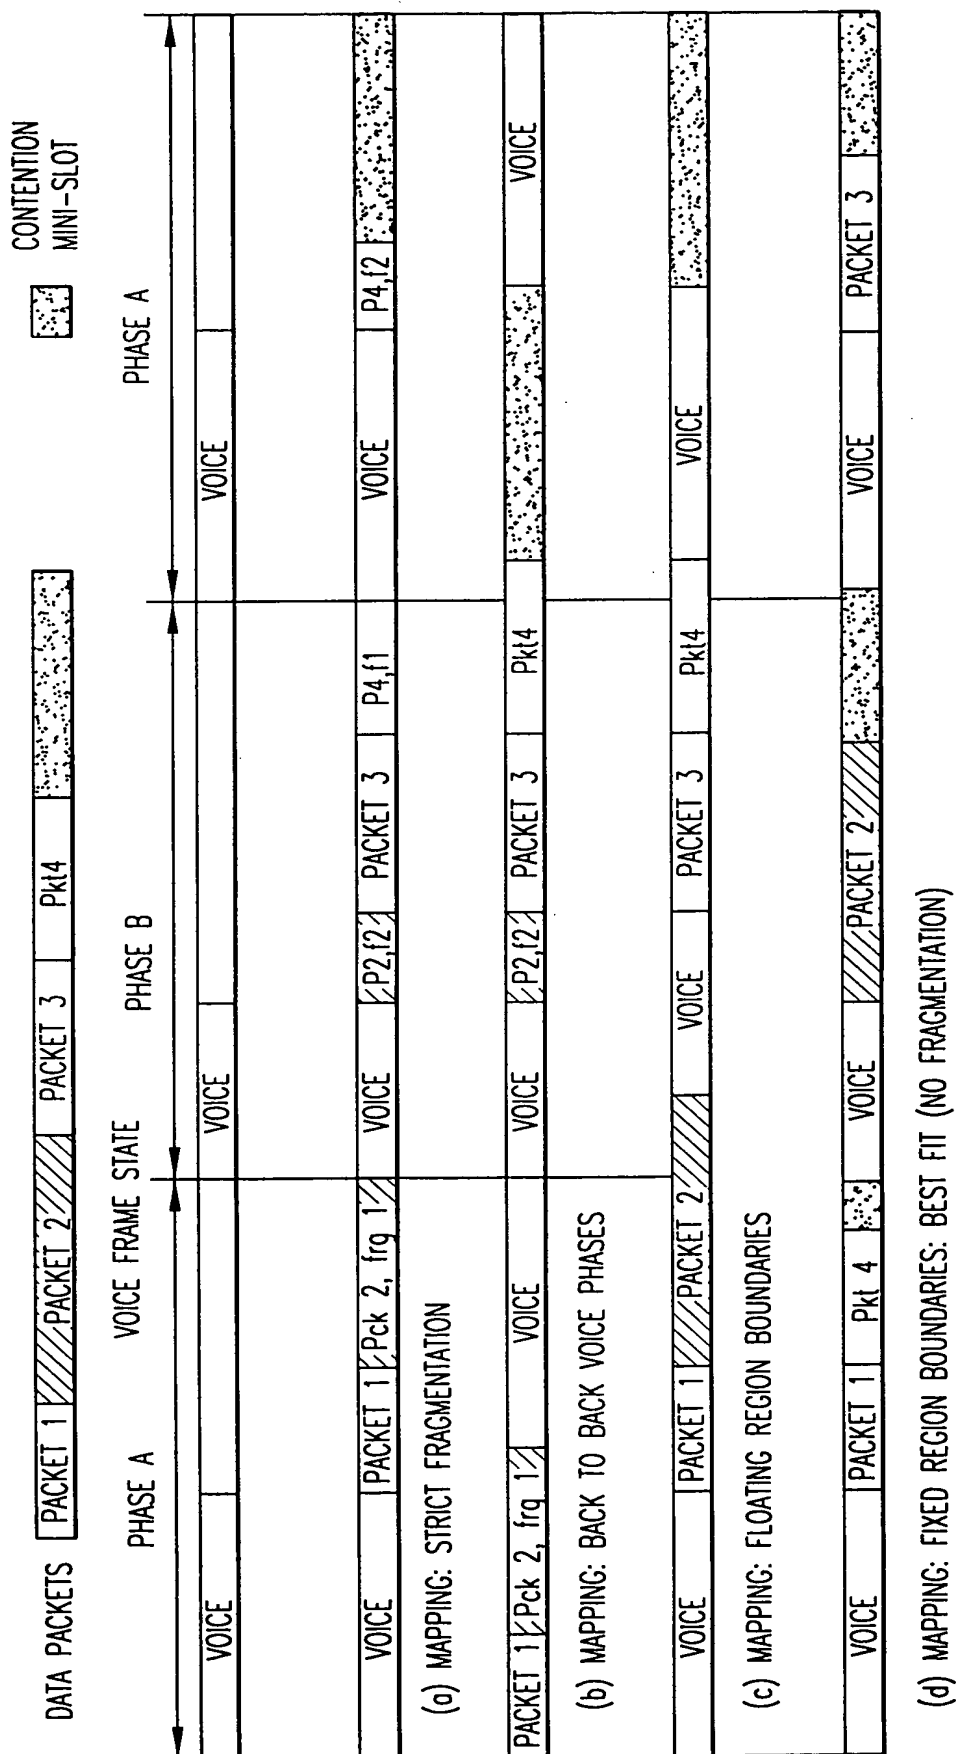 CONTENTION
MINI-SLOT
DATA PACKETS PACKET 1 PACKET 2 PACKET 3 Pkt4
VOICE FRAME STATE
PHASE A PHASE B PHASE A
VOICE VOICE VOICE
VOICE PACKET 1 Pck 2, frg 1 VOICE P2,f2 PACKET 3 P4,f1 VOICE P4,f2
(a) MAPPING: STRICT FRAGMENTATION
PACKET 1 Pck 2, frg 1 VOICE VOICE P2,f2 PACKET 3 Pkt4 VOICE
(b) MAPPING: BACK TO BACK VOICE PHASES
VOICE PACKET 1 PACKET 2 VOICE PACKET 3 Pkt4 VOICE
(c) MAPPING: FLOATING REGION BOUNDARIES
VOICE PACKET 1 Pkt 4 VOICE PACKET 2 VOICE PACKET 3
(d) MAPPING: FIXED REGION BOUNDARIES: BEST FIT (NO FRAGMENTATION)